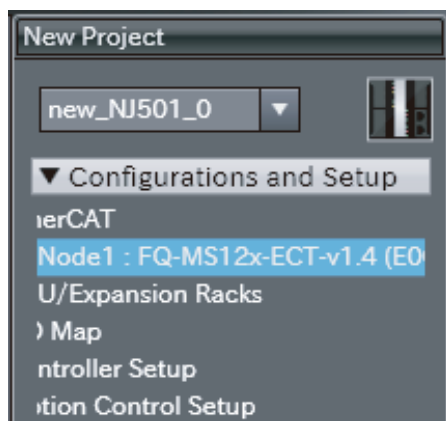 New Project
new_NJ501_0
▼ Configurations and Setup
nerCAT
Node1 : FQ-MS12x-ECT-v1.4 (E0
U/Expansion Racks
Map
ntroller Setup
tion Control Setup